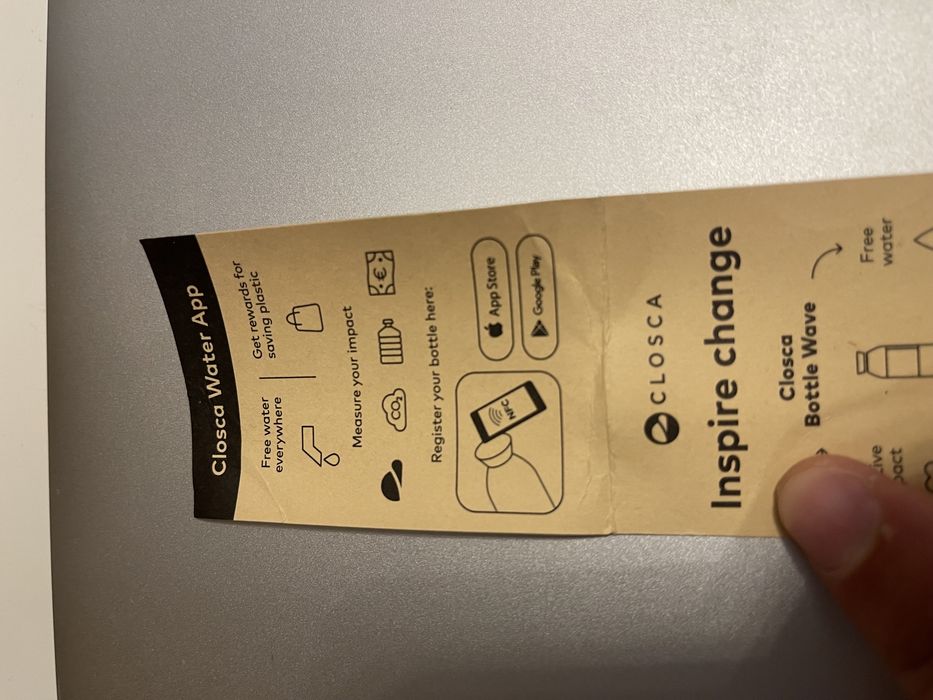 Closca Water App
Free water
everywhere
Get rewards for
saving plastic
Measure your impact
CO₂
€
Register your bottle here:
NFC
App Store
Google Play
CLOSCA
Inspire change
Closca
Bottle Wave
Free
water